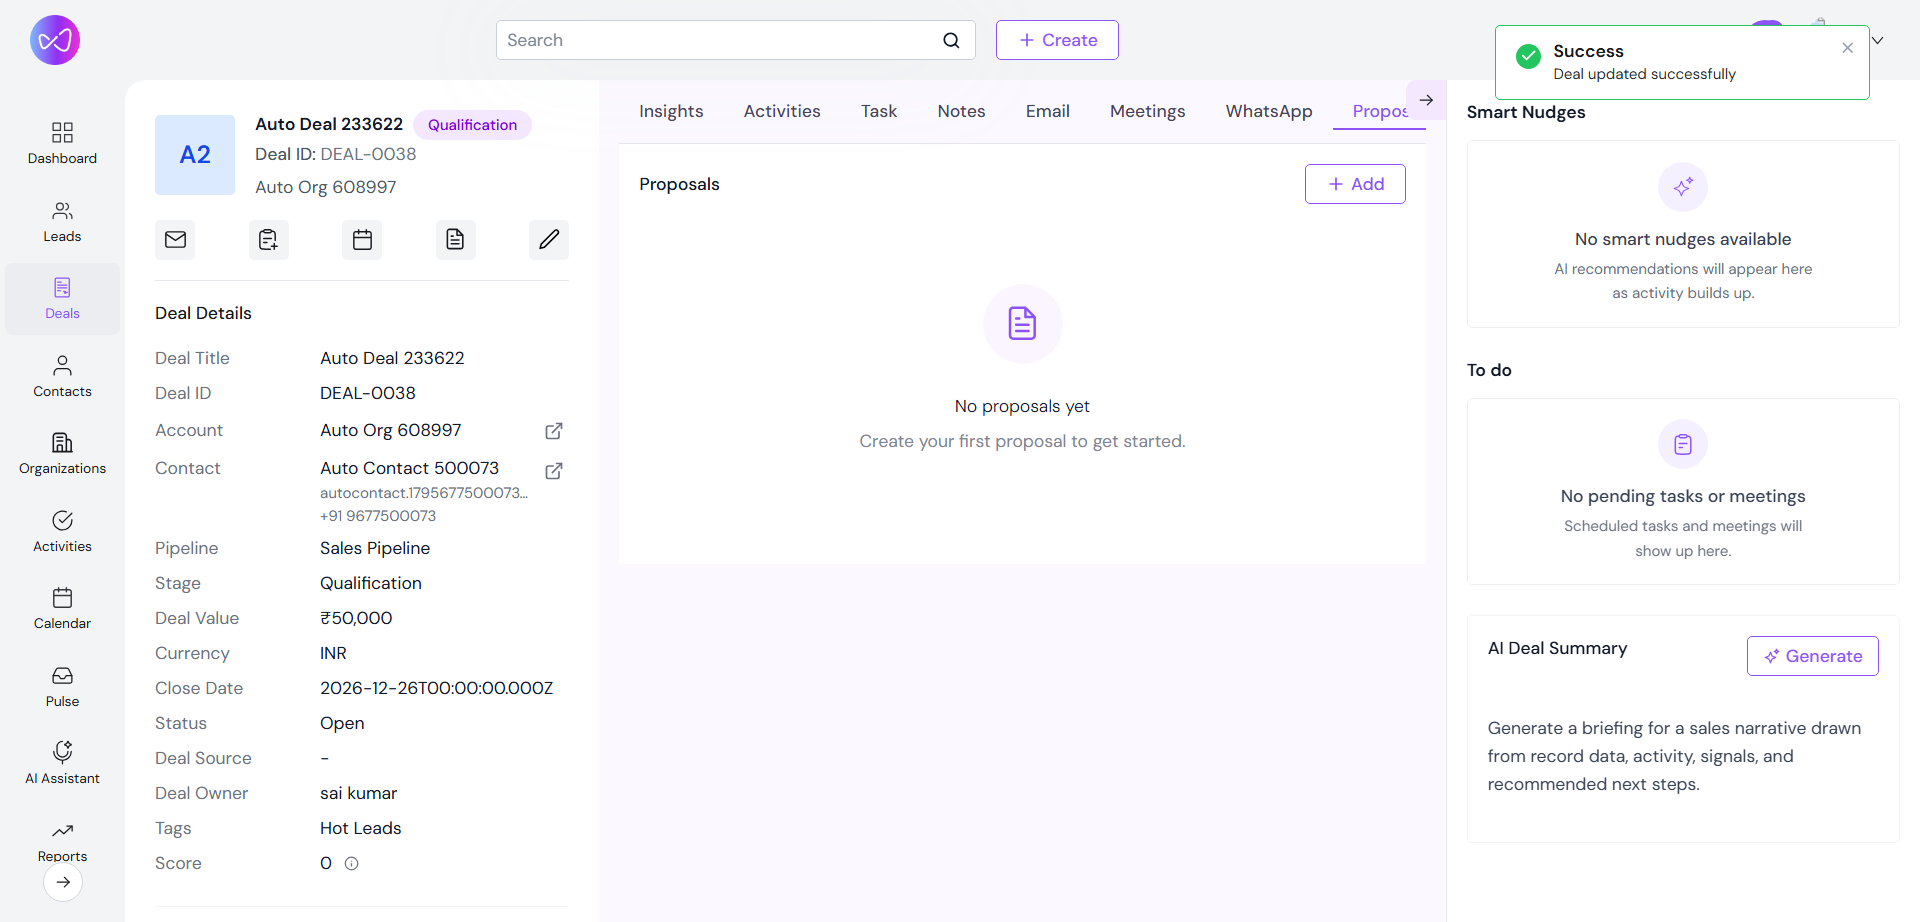 Search
Create
Success
Deal updated successfully
Dashboard
Leads
Deals
Contacts
Organizations
Activities
Calendar
Pulse
AI Assistant
Reports
A2
Auto Deal 233622
Qualification
Deal ID: DEAL-0038
Auto Org 608997
Deal Details
Deal Title Auto Deal 233622
Deal ID DEAL-0038
Account Auto Org 608997
Contact Auto Contact 500073
autocontact.1795677500073...
+91 9677500073
Pipeline Sales Pipeline
Stage Qualification
Deal Value ₹50,000
Currency INR
Close Date 2026-12-26T00:00:00.000Z
Status Open
Deal Source -
Deal Owner sai kumar
Tags Hot Leads
Score 0
Insights Activities Task Notes Email Meetings WhatsApp Propos
Proposals
Add
No proposals yet
Create your first proposal to get started.
Smart Nudges
No smart nudges available
AI recommendations will appear here
as activity builds up.
To do
No pending tasks or meetings
Scheduled tasks and meetings will
show up here.
AI Deal Summary
Generate
Generate a briefing for a sales narrative drawn
from record data, activity, signals, and
recommended next steps.